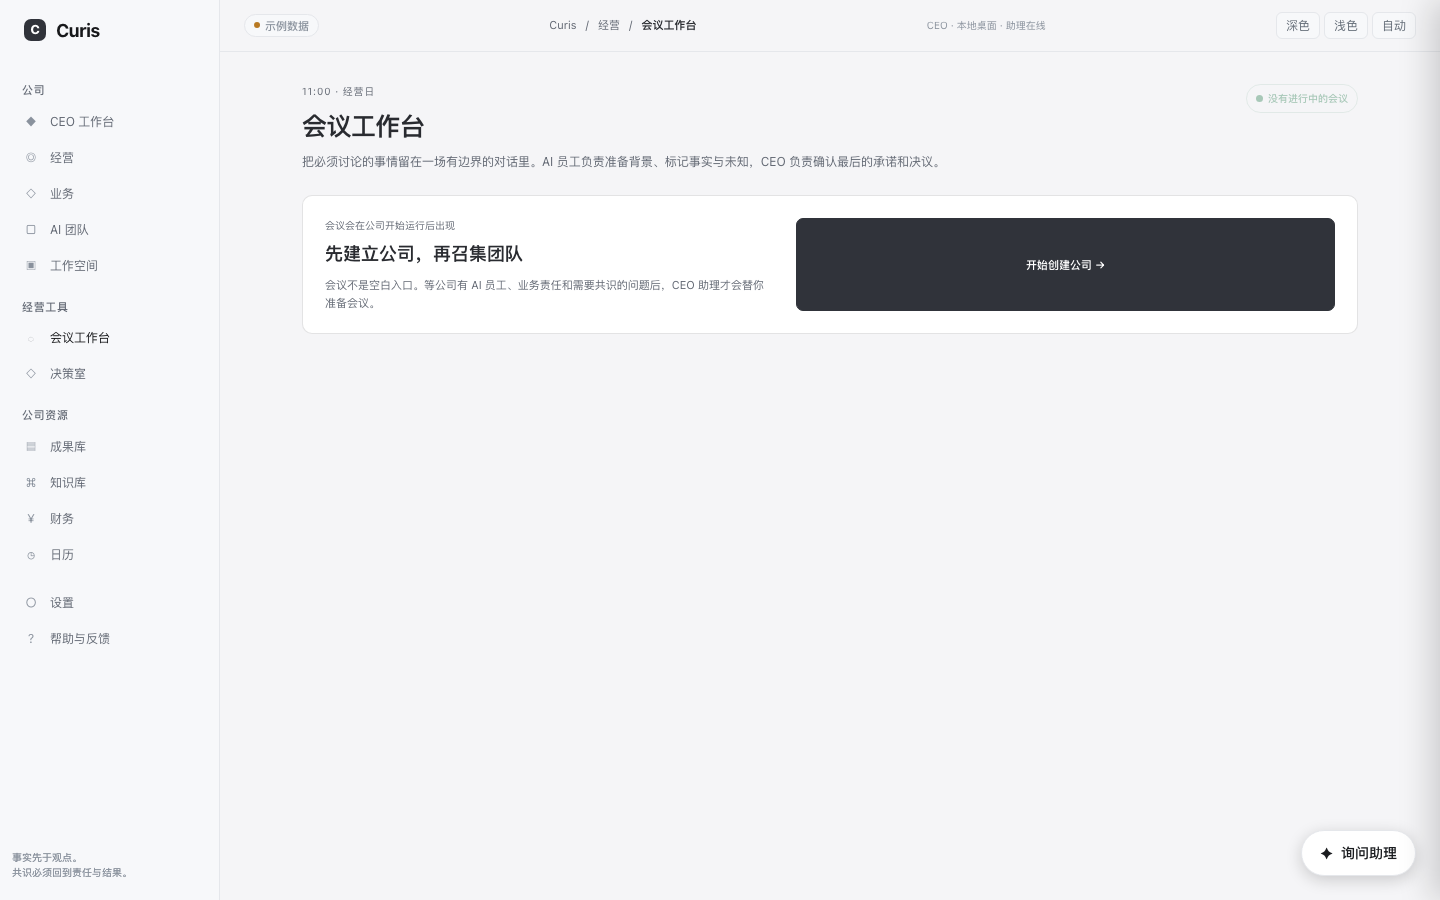 C Curis
公司
CEO 工作台
经营
业务
AI 团队
工作空间
经营工具
会议工作台
决策室
公司资源
成果库
知识库
¥ 财务
日历
设置
? 帮助与反馈
事实先于观点。
共识必须回到责任与结果。
示例数据
Curis / 经营 / 会议工作台
CEO · 本地桌面 · 助理在线
深色 浅色 自动
11:00 · 经营日
会议工作台
把必须讨论的事情留在一场有边界的对话里。AI 员工负责准备背景、标记事实与未知，CEO 负责确认最后的承诺和决议。
没有进行中的会议
会议会在公司开始运行后出现
先建立公司，再召集团队
会议不是空白入口。等公司有 AI 员工、业务责任和需要共识的问题后，CEO 助理才会替你
准备会议。
开始创建公司 →
询问助理